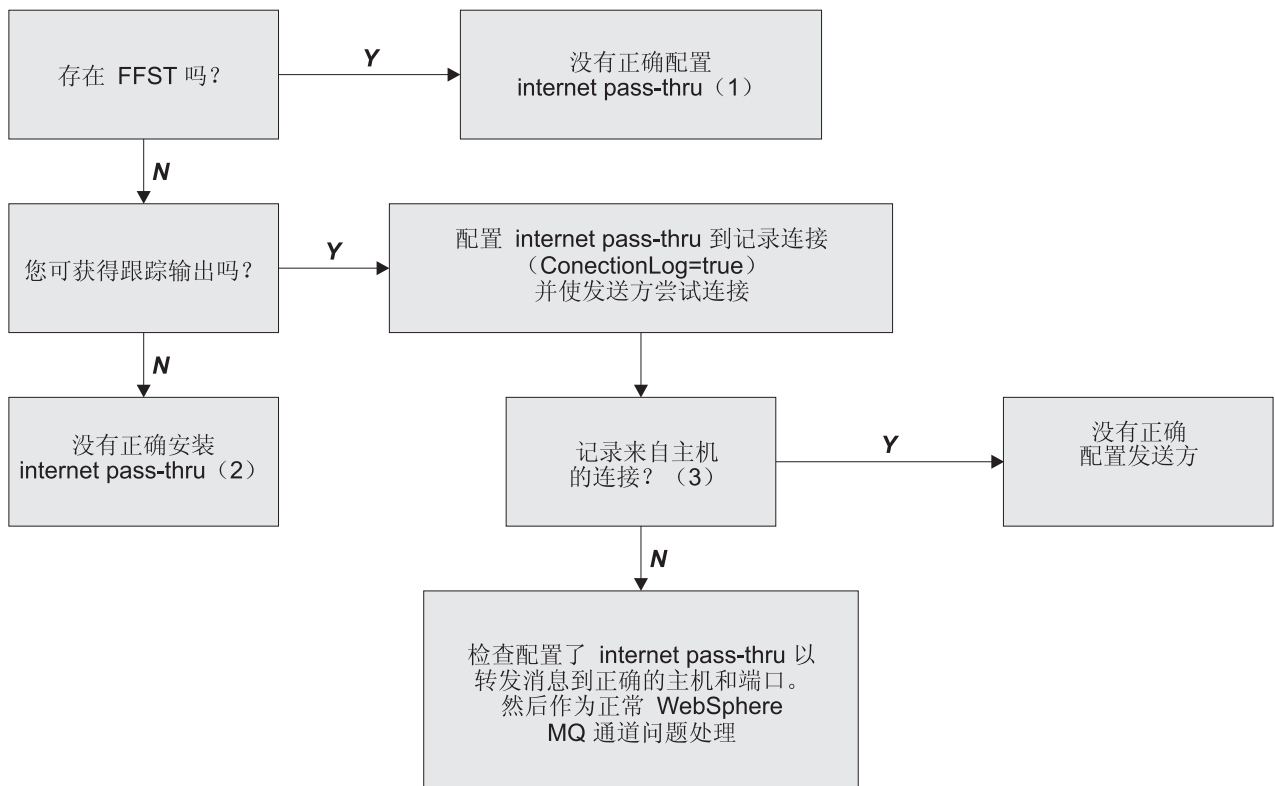 存在 FFST 吗？
Y
没有正确配置
internet pass-thru（1）
N
您可获得跟踪输出吗？
Y
配置 internet pass-thru 到记录连接
（ConectionLog=true）
并使发送方尝试连接
N
没有正确安装
internet pass-thru（2）
记录来自主机
的连接？（3）
Y
没有正确
配置发送方
N
检查配置了 internet pass-thru 以
转发消息到正确的主机和端口。
然后作为正常 WebSphere
MQ 通道问题处理